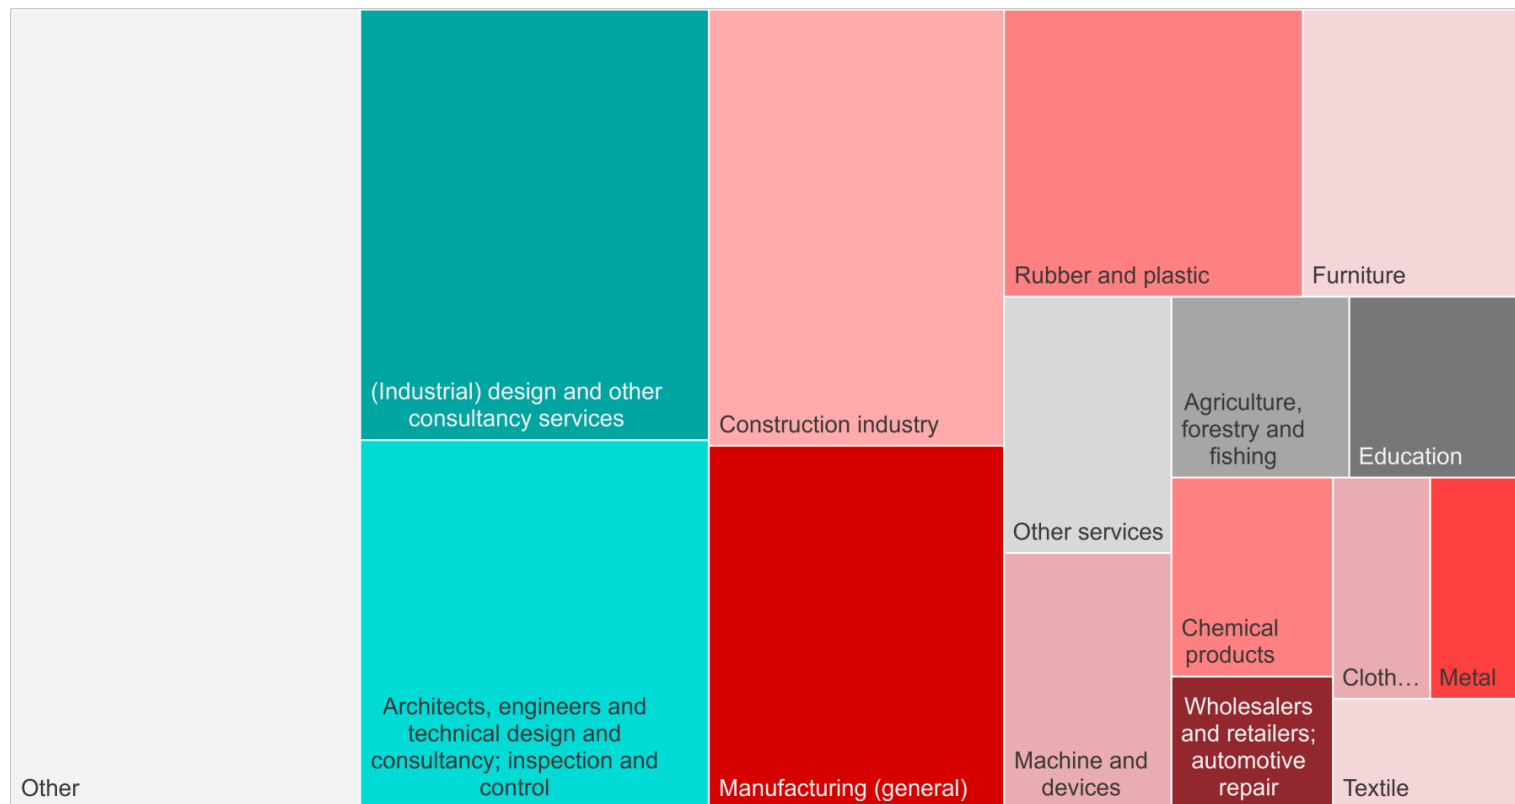 Other
(Industrial) design and other
consultancy services
Architects, engineers and
technical design and
consultancy; inspection and
control
Construction industry
Manufacturing (general)
Rubber and plastic
Furniture
Other services
Machine and
devices
Agriculture,
forestry and
fishing
Education
Chemical
products
Wholesalers
and retailers;
automotive
repair
Cloth…
Metal
Textile